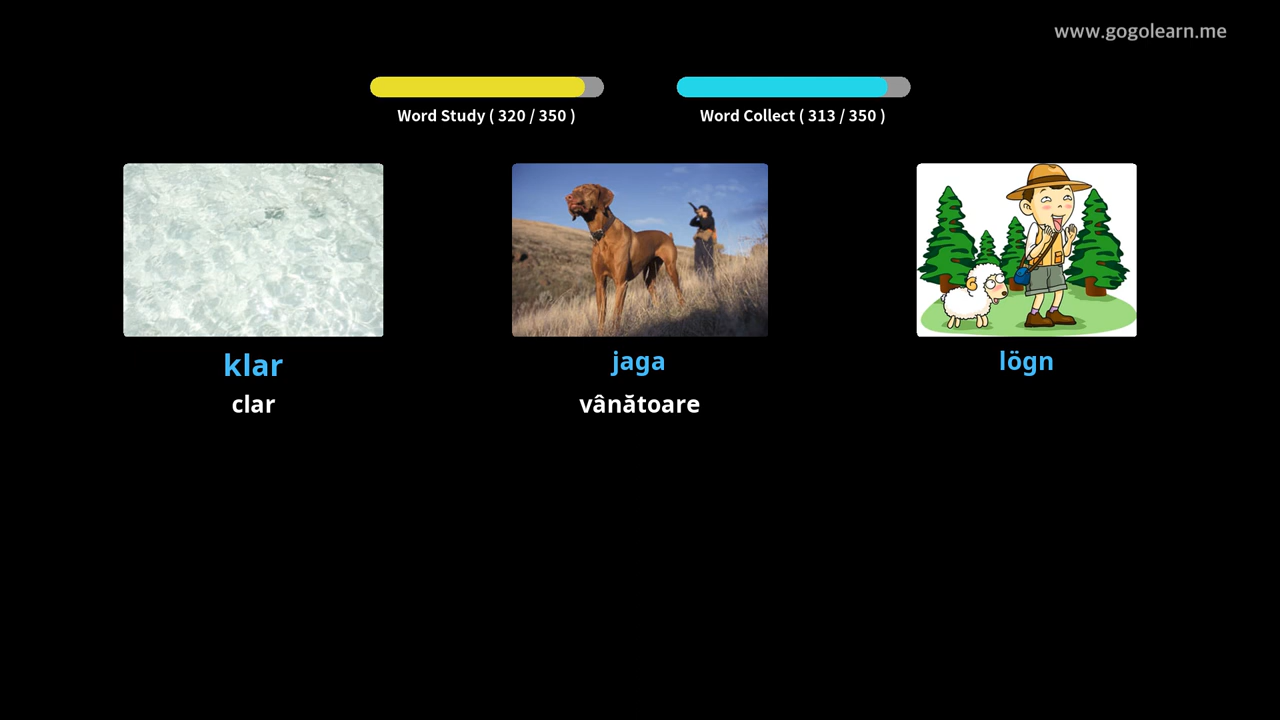 www.gogolearn.me
Word Study ( 320 / 350 )
Word Collect ( 313 / 350 )
klar
jaga
lögn
clar
vânătoare